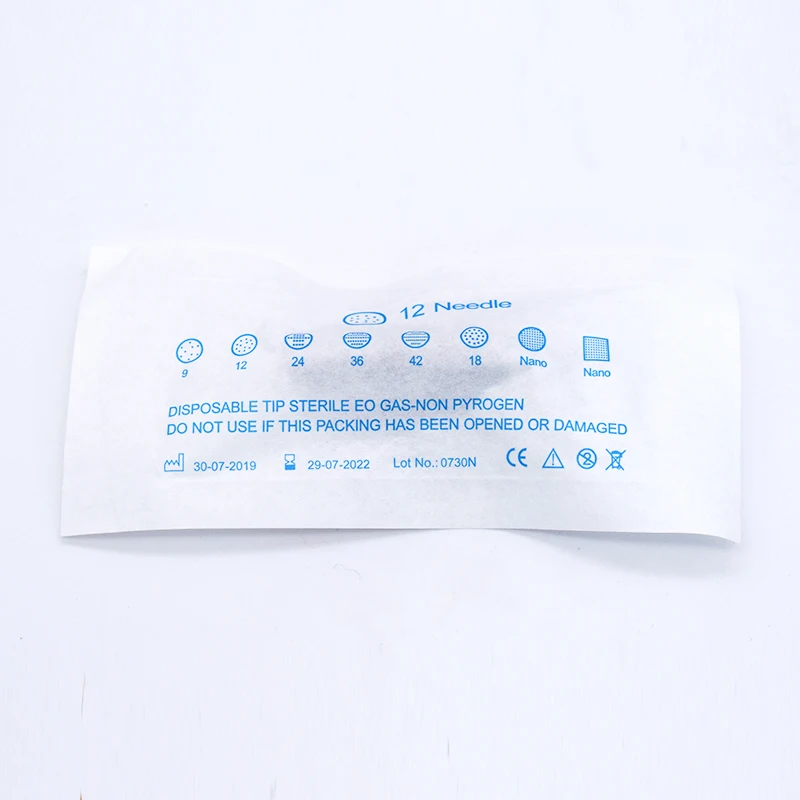 12 Needle
9 12 24 36 42 18 Nano Nano
DISPOSABLE TIP STERILE EO GAS-NON PYROGEN
DO NOT USE IF THIS PACKING HAS BEEN OPENED OR DAMAGED
30-07-2019 29-07-2022 Lot No.: 0730N CE